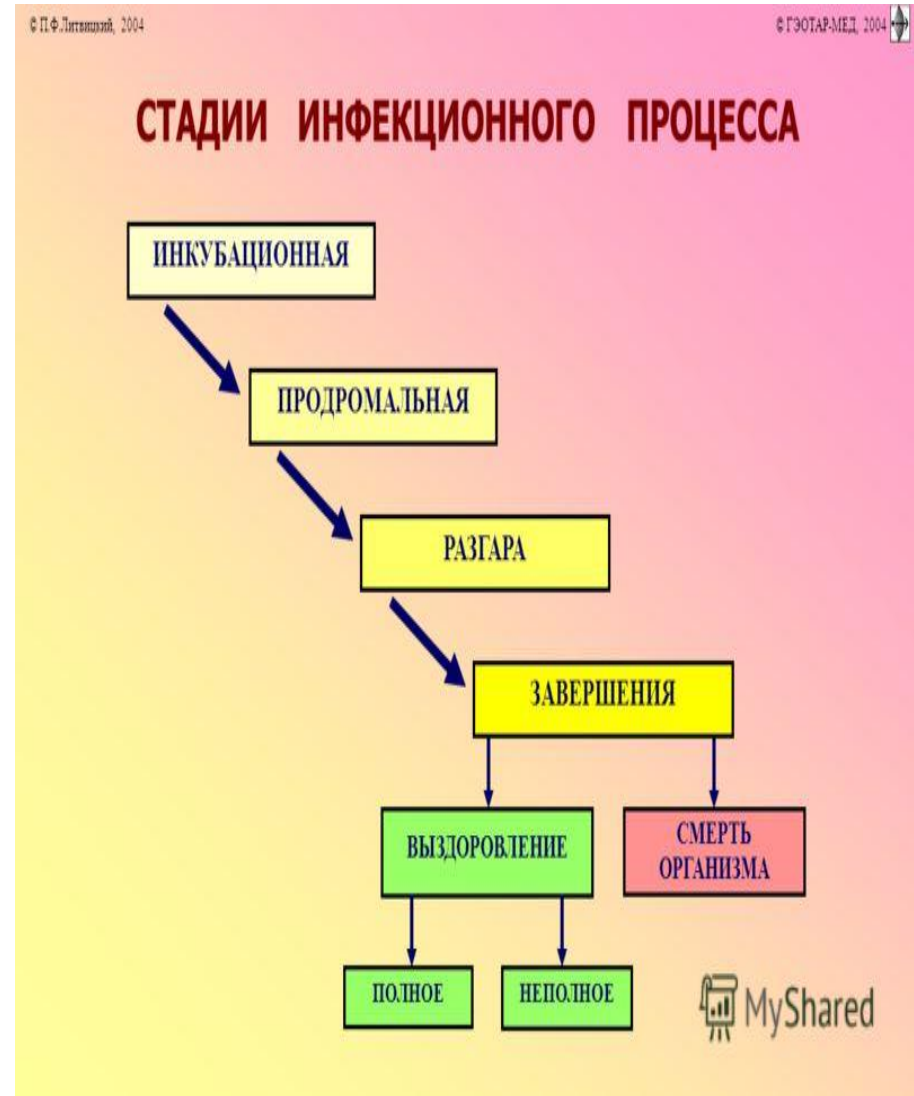 © П.Ф.Литвицкий, 2004
© ГЭОТАР-МЕД, 2004
СТАДИИ ИНФЕКЦИОННОГО ПРОЦЕССА
ИНКУБАЦИОННАЯ
ПРОДРОМАЛЬНАЯ
РАЗГАРА
ЗАВЕРШЕНИЯ
ВЫЗДОРОВЛЕНИЕ
СМЕРТЬ
ОРГАНИЗМА
ПОЛНОЕ
НЕПОЛНОЕ
MyShared